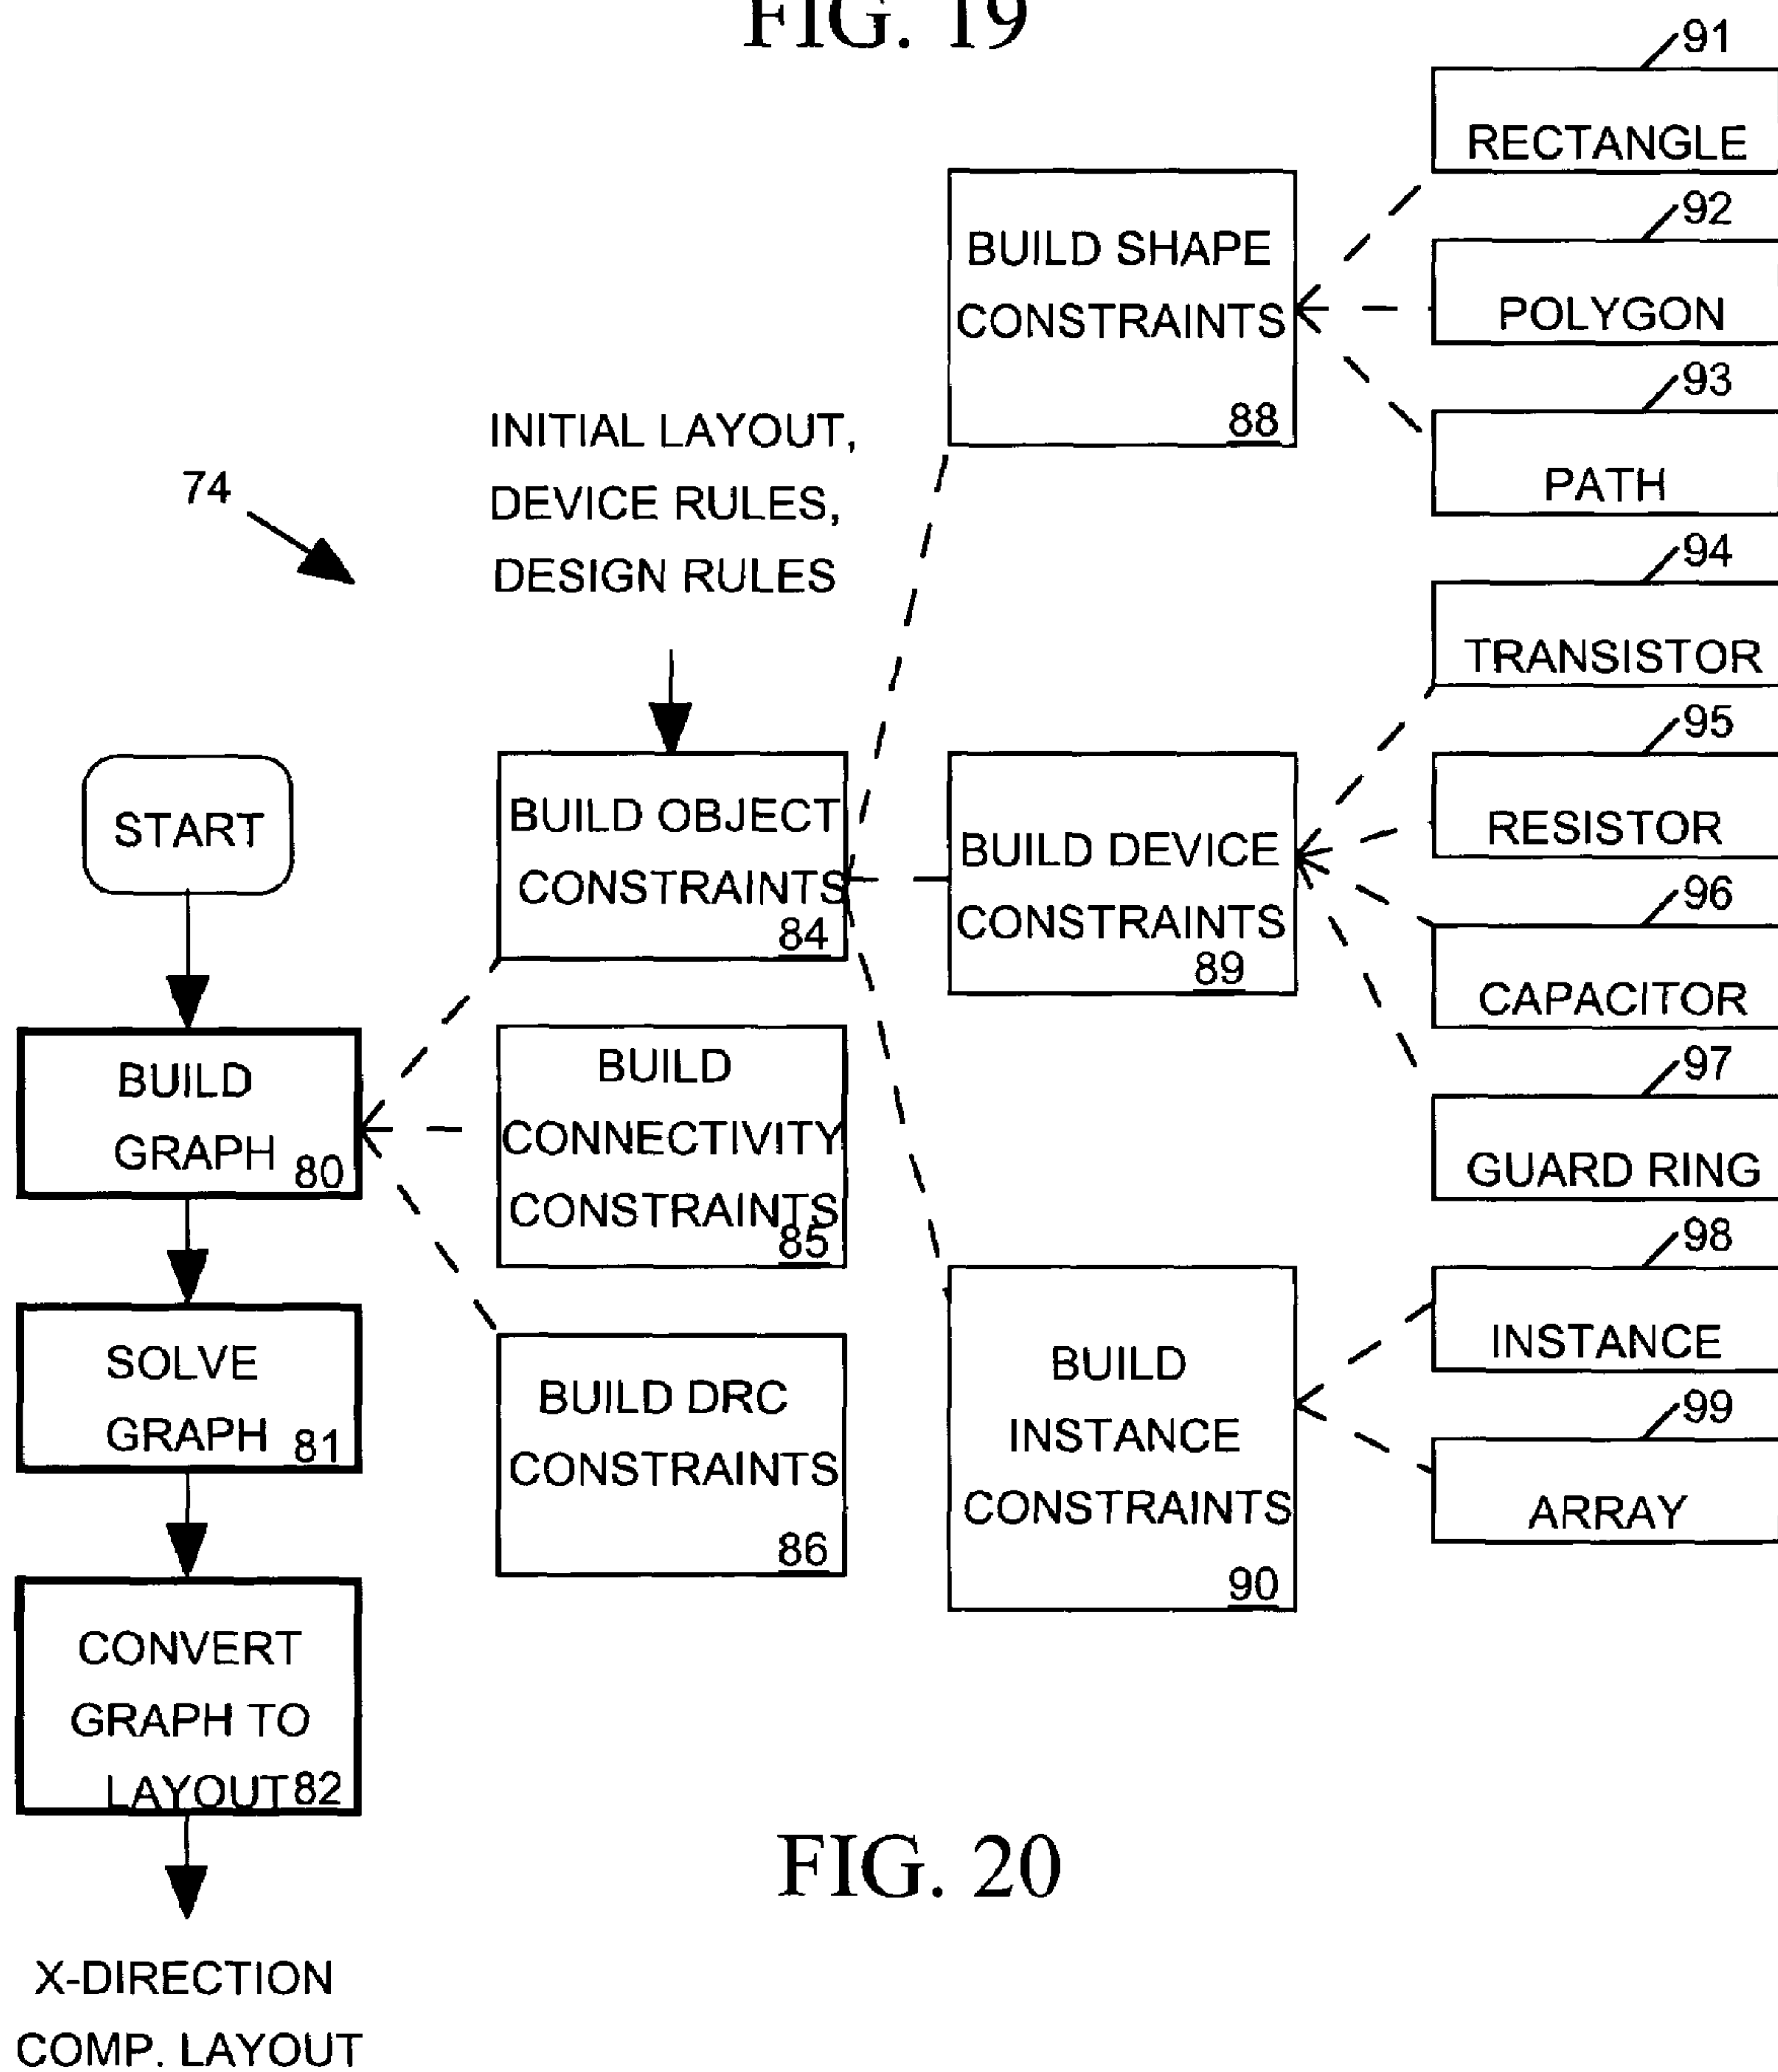 FIG. 19
91
RECTANGLE
92
POLYGON
93
PATH
94
TRANSISTOR
95
RESISTOR
96
CAPACITOR
97
GUARD RING
98
INSTANCE
99
ARRAY
BUILD SHAPE
CONSTRAINTS
88
BUILD DEVICE
CONSTRAINTS
89
BUILD
INSTANCE
CONSTRAINTS
90
74
INITIAL LAYOUT,
DEVICE RULES,
DESIGN RULES
BUILD OBJECT
CONSTRAINTS
84
BUILD
CONNECTIVITY
CONSTRAINTS
85
BUILD DRC
CONSTRAINTS
86
START
BUILD
GRAPH 80
SOLVE
GRAPH 81
CONVERT
GRAPH TO
LAYOUT 82
X-DIRECTION
COMP. LAYOUT
FIG. 20